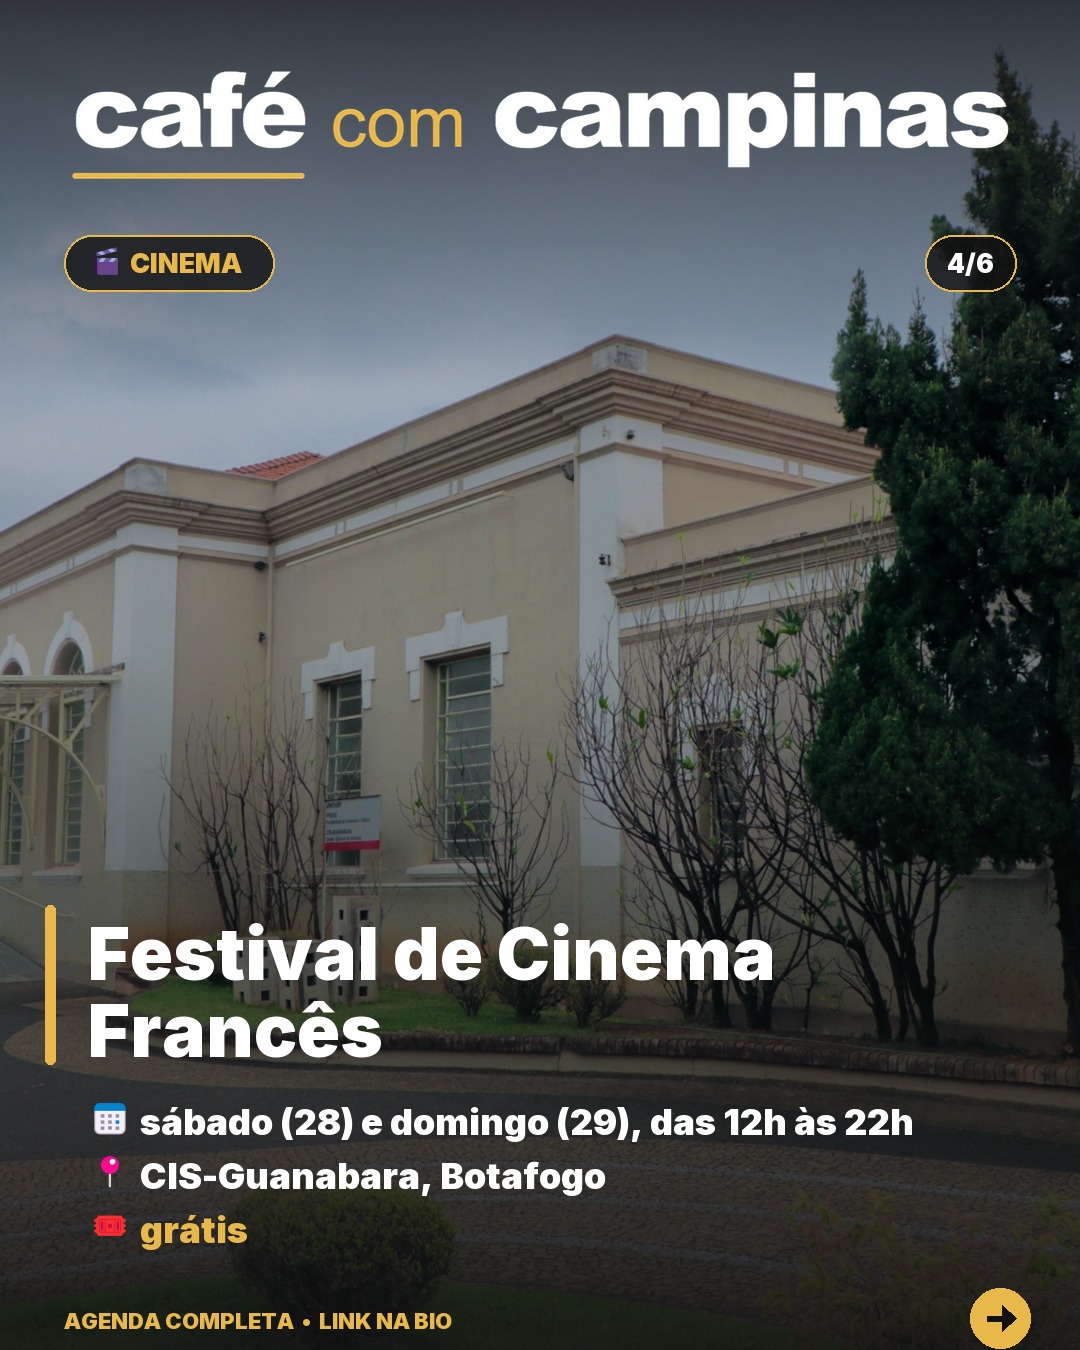 café com campinas
CINEMA
4/6
Festival de Cinema
Francês
sábado (28) e domingo (29), das 12h às 22h
CIS-Guanabara, Botafogo
grátis
AGENDA COMPLETA • LINK NA BIO